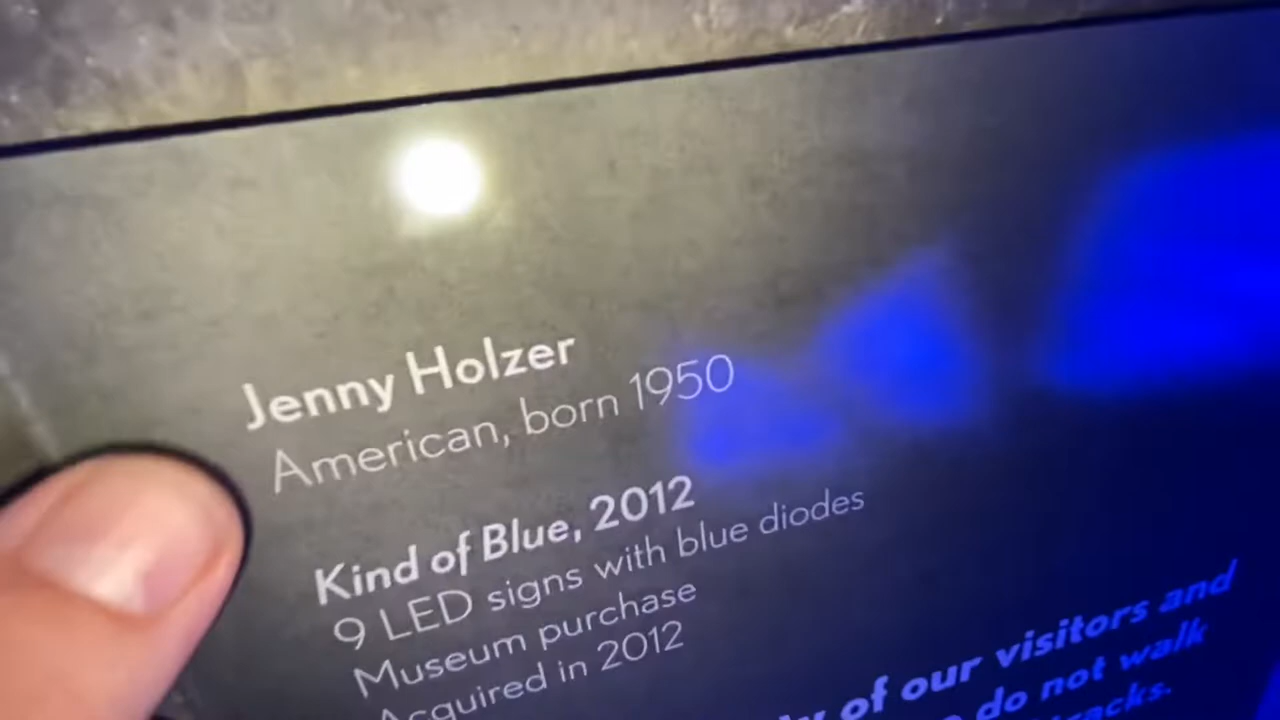 Jenny Holzer
American, born 1950
Kind of Blue, 2012
9 LED signs with blue diodes
Museum purchase
Acquired in 2012
of our visitors and
do not walk